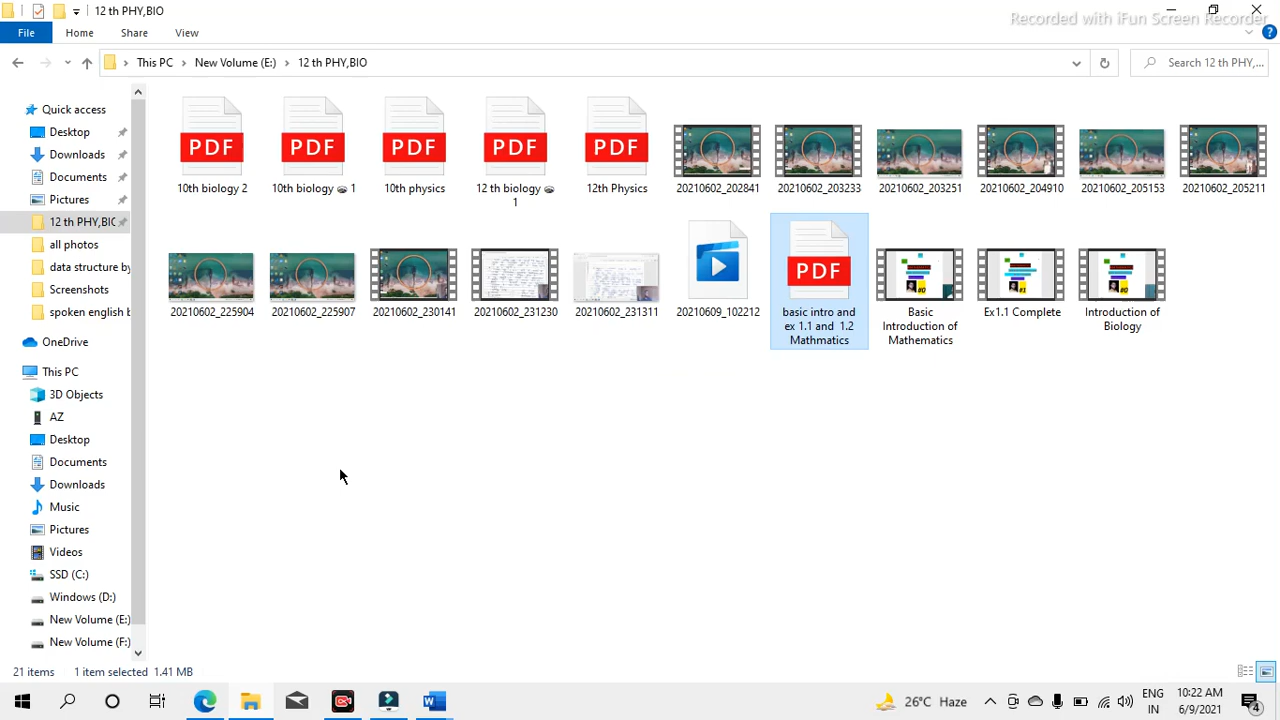 12 th PHY,BIO
Recorded with iFun Screen Recorder
File Home Share View
This PC New Volume (E:) 12 th PHY,BIO
Search 12 th PHY,...
Quick access
Desktop
Downloads
Documents
Pictures
12 th PHY,BIO
all photos
data structure by
Screenshots
spoken english b
OneDrive
This PC
3D Objects
AZ
Desktop
Documents
Downloads
Music
Pictures
Videos
SSD (C:)
Windows (D:)
New Volume (E:)
New Volume (F:)
PDF PDF PDF PDF PDF
10th biology 2
10th biology 1
10th physics
12 th biology
1
12th Physics
20210602_202841
20210602_203233
20210602_203251
20210602_204910
20210602_205153
20210602_205211
20210602_225904
20210602_225907
20210602_230141
20210602_231230
20210602_231311
20210609_102212
PDF
basic intro and
ex 1.1 and 1.2
Mathmatics
Basic
Introduction of
Mathematics
Ex1.1 Complete
Introduction of
Biology
21 items 1 item selected 1.41 MB
26°C Haze
ENG
IN
10:22 AM
6/9/2021
4